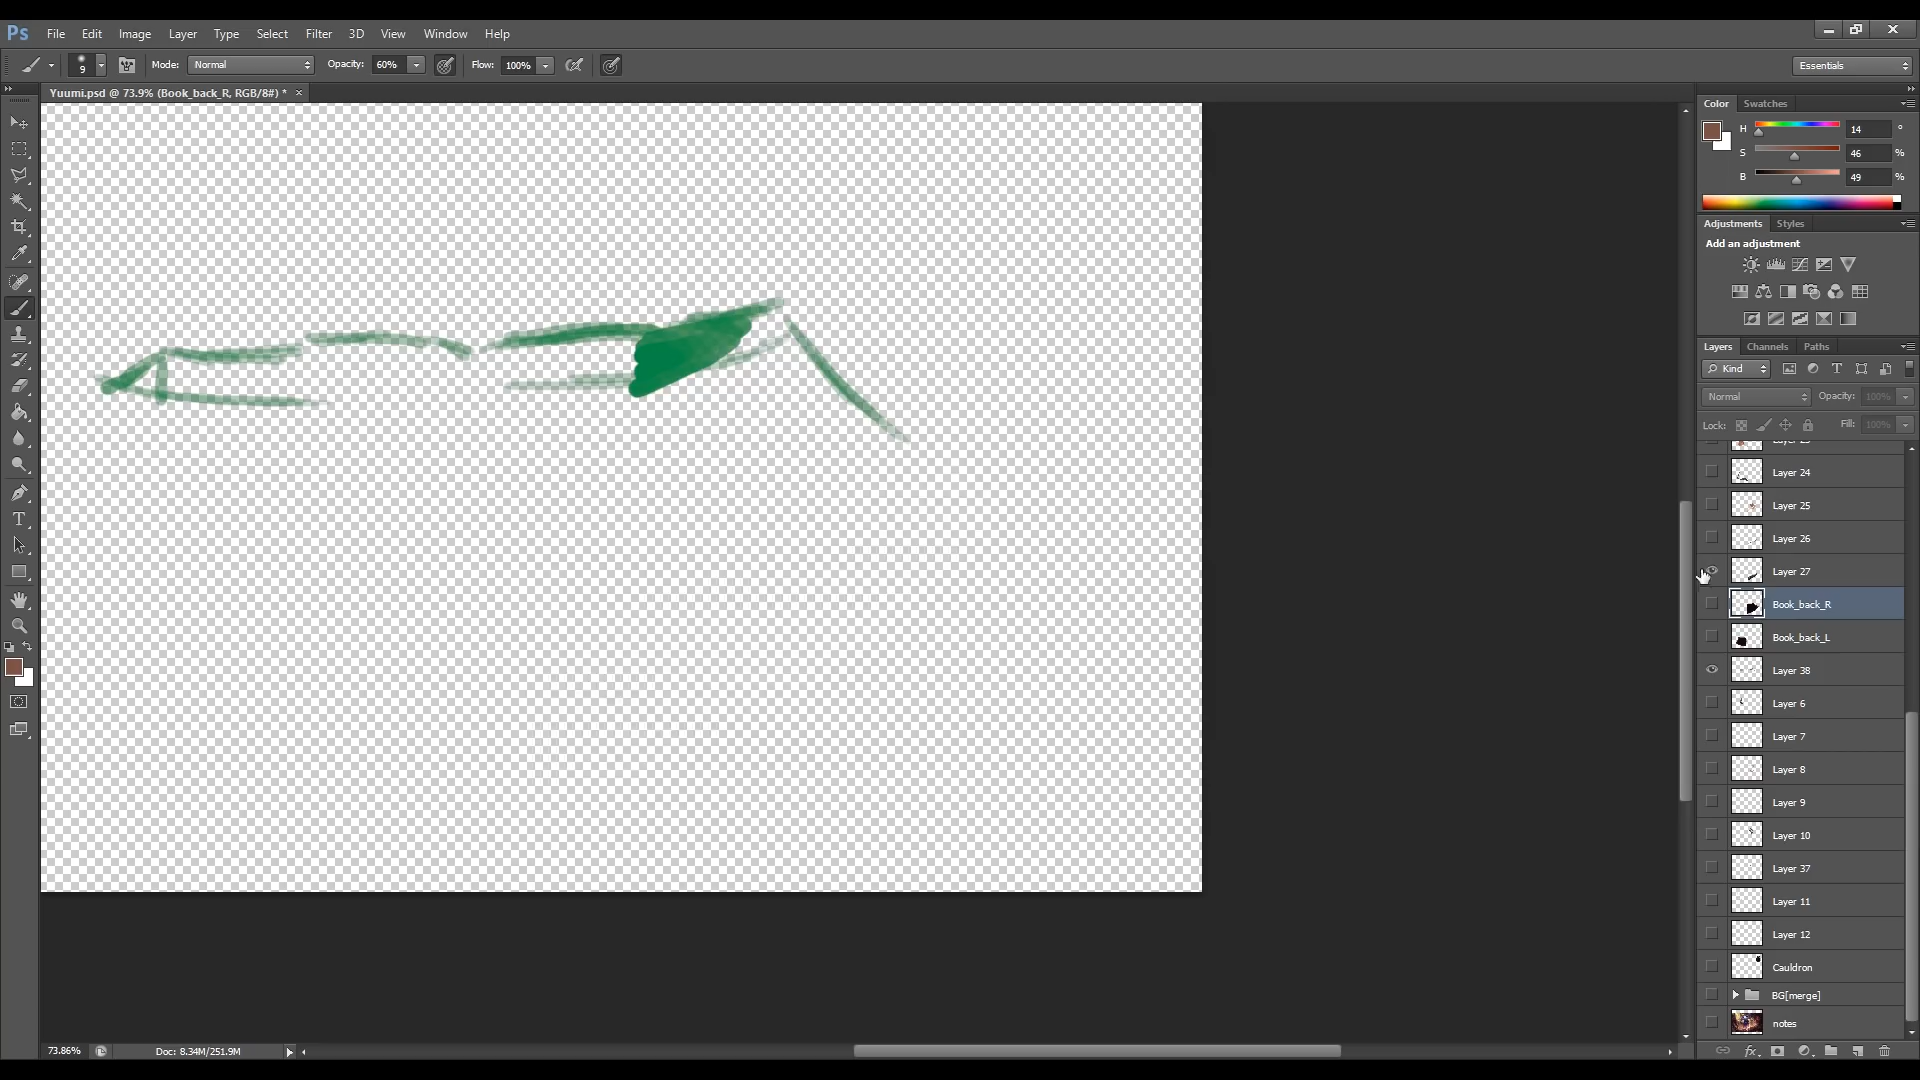 Ps File Edit Image Layer Type Select Filter 3D View Window Help
9 Mode: Normal Opacity: 60% Flow: 100% Essentials
Yuumi.psd @ 73.9% (Book_back_R, RGB/8#) * ×
Color Swatches
H 14 °
S 46 %
B 49 %
Adjustments Styles
Add an adjustment
Layers Channels Paths
Kind
Normal Opacity: 100%
Lock: Fill: 100%
Layer 24
Layer 25
Layer 26
Layer 27
Book_back_R
Book_back_L
Layer 38
Layer 6
Layer 7
Layer 8
Layer 9
Layer 10
Layer 37
Layer 11
Layer 12
Cauldron
BG[merge]
notes
73.86% Doc: 8.34M/251.9M
fx